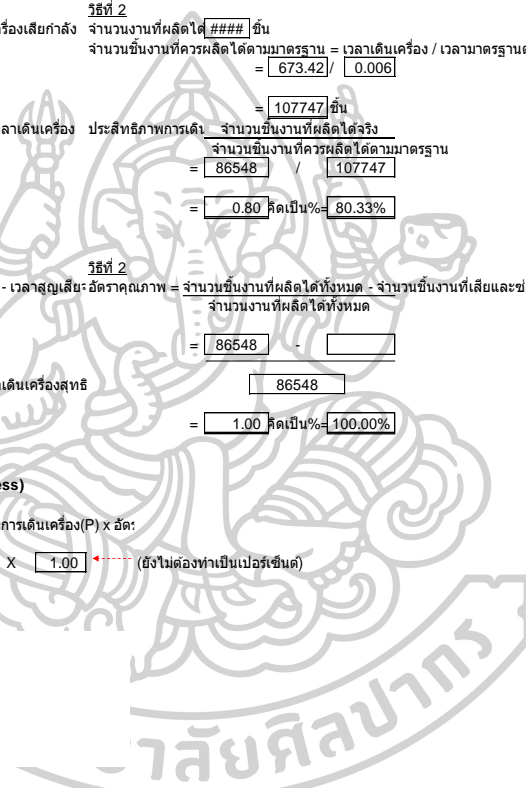 วิธีที่ 2
ครื่องเสียกำลัง จำนวนงานที่ผลิตได้ #### ชิ้น
จำนวนชิ้นงานที่ควรผลิตได้ตามมาตรฐาน = เวลาเดินเครื่อง / เวลามาตรฐานต
= 673.42 / 0.006
= 107747 ชิ้น
ลาเดินเครื่อง ประสิทธิภาพการเดิน จำนวนชิ้นงานที่ผลิตได้จริง
จำนวนชิ้นงานที่ควรผลิตได้ตามมาตรฐาน
= 86548 / 107747
= 0.80 คิดเป็น%= 80.33%
วิธีที่ 2
- เวลาสูญเสีย อัตราคุณภาพ = จำนวนชิ้นงานที่ผลิตได้ทั้งหมด - จำนวนชิ้นงานที่เสียและซ่
จำนวนงานที่ผลิตได้ทั้งหมด
= 86548 -
าเดินเครื่องสุทธิ 86548
= 1.00 คิดเป็น%= 100.00%
ess)
การเดินเครื่อง(P) x อัตร
X 1.00 (ยังไม่ต้องทำเป็นเปอร์เซ็นต์)
าลัยศิลปากร